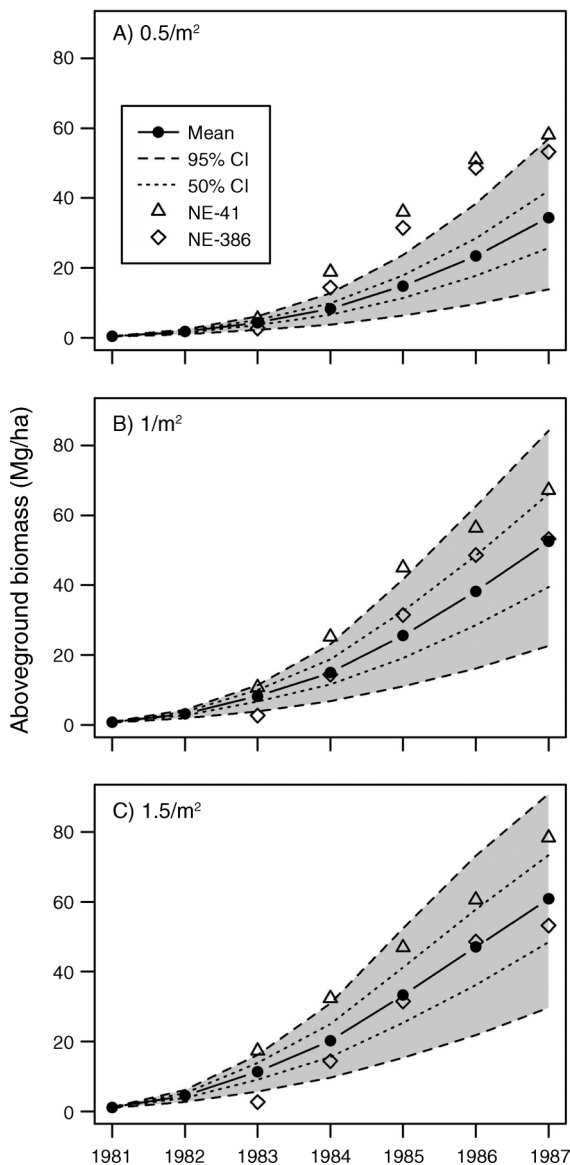 A) 0.5/m²
80
60
40
20
0
Mean
95% CI
50% CI
NE-41
NE-386
Aboveground biomass (Mg/ha)
B) 1/m²
80
60
40
20
0
C) 1.5/m²
80
60
40
20
0
1981 1982 1983 1984 1985 1986 1987